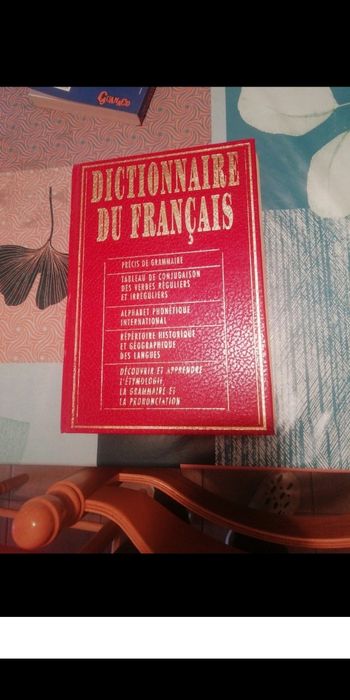 DICTIONNAIRE
DU FRANÇAIS
PRÉCIS DE GRAMMAIRE
TABLEAU DE CONJUGAISON
DES VERBES RÉGULIERS
ET IRRÉGULIERS
ALPHABET PHONÉTIQUE
INTERNATIONAL
RÉPERTOIRE HISTORIQUE
ET GÉOGRAPHIQUE
DES LANGUES
DÉCOUVRIR ET APPRENDRE
L'ÉTYMOLOGIE,
LA GRAMMAIRE ET
LA PRONONCIATION